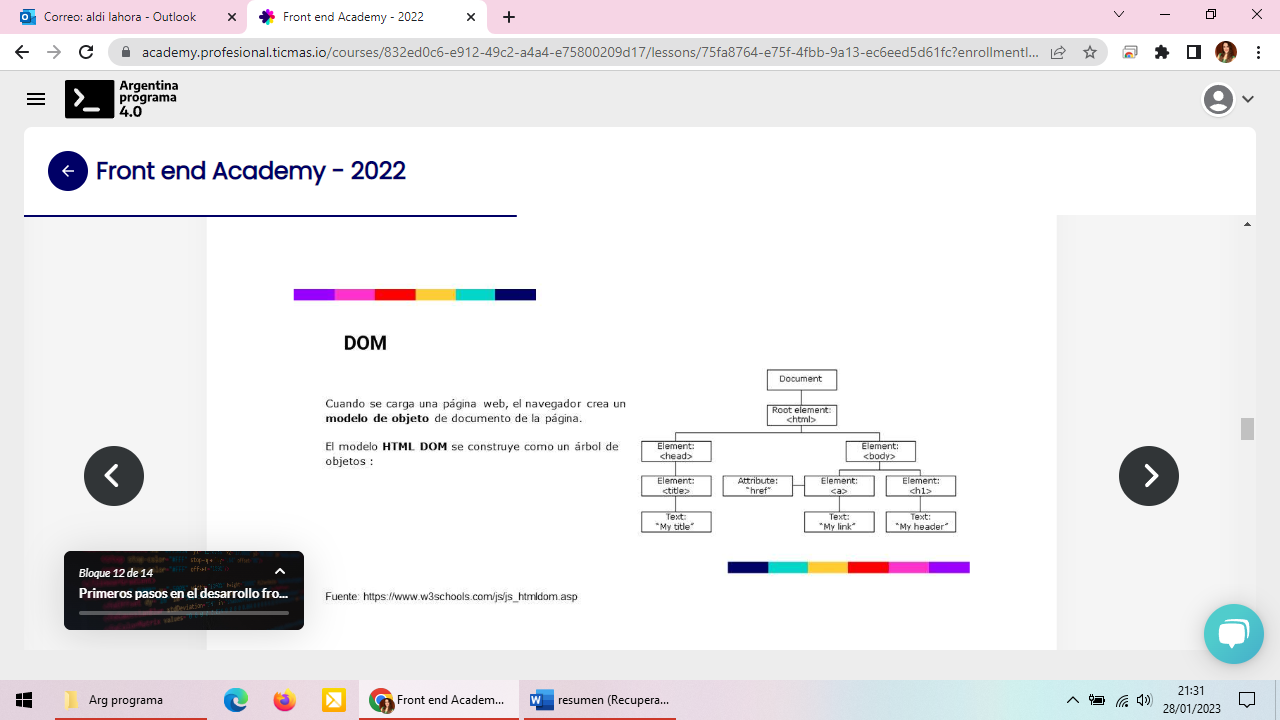 Correo: aldi lahora - Outlook
Front end Academy - 2022
academy.profesional.ticmas.io/courses/832ed0c6-e912-49c2-a4a4-e75800209d17/lessons/75fa8764-e75f-4fbb-9a13-ec6eed5d61fc?enrollmentI...
Argentina
programa
4.0
Front end Academy - 2022
DOM
Cuando se carga una página web, el navegador crea un
modelo de objeto de documento de la página.
El modelo HTML DOM se construye como un árbol de
objetos :
Document
Root element:
<html>
Element:
<head>
Element:
<body>
Element:
<title>
Attribute:
"href"
Element:
<a>
Element:
<h1>
Text:
"My title"
Text:
"My link"
Text:
"My header"
Fuente: https://www.w3schools.com/js/js_htmldom.asp
Bloque 12 de 14
Primeros pasos en el desarrollo fro...
Arg programa
Front end Academ...
resumen (Recupera...
21:31
28/01/2023